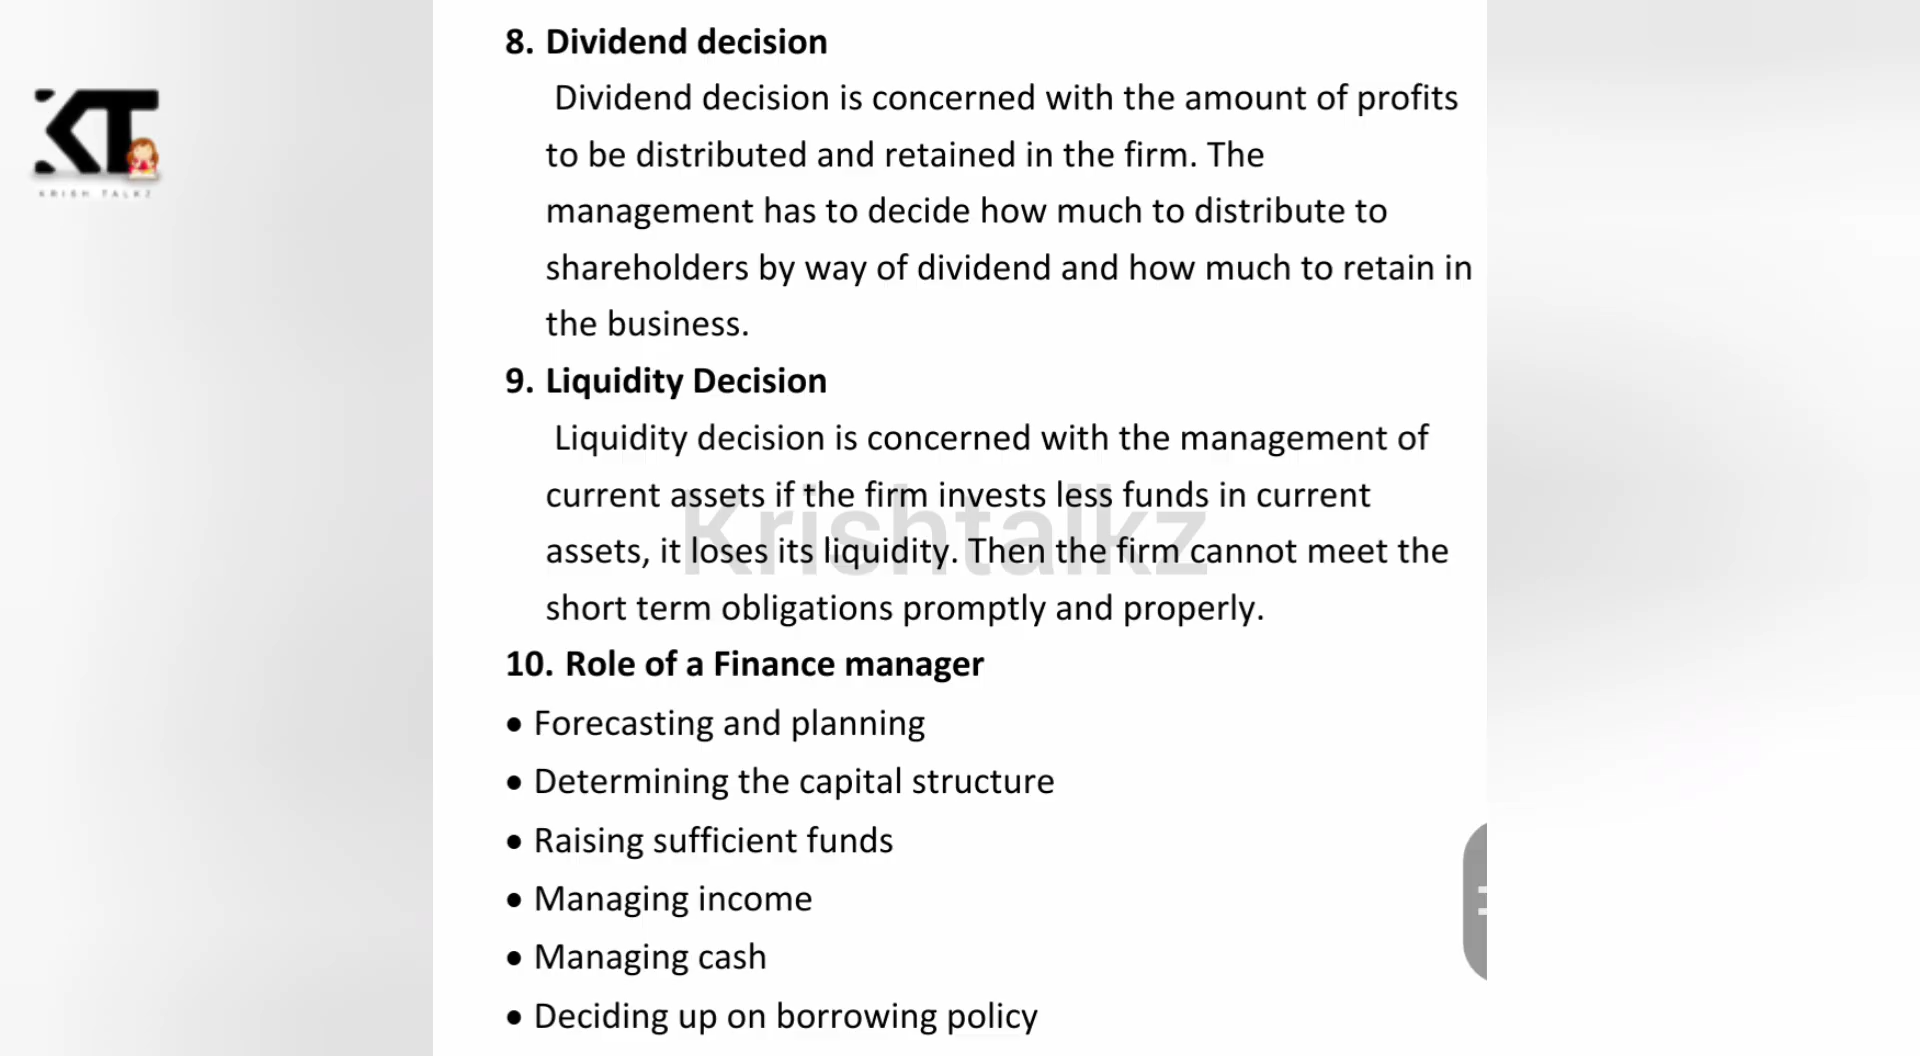 8. Dividend decision
Dividend decision is concerned with the amount of profits
to be distributed and retained in the firm. The
management has to decide how much to distribute to
shareholders by way of dividend and how much to retain in
the business.
9. Liquidity Decision
Liquidity decision is concerned with the management of
current assets if the firm invests less funds in current
assets, it loses its liquidity. Then the firm cannot meet the
short term obligations promptly and properly.
10. Role of a Finance manager
• Forecasting and planning
• Determining the capital structure
• Raising sufficient funds
• Managing income
• Managing cash
• Deciding up on borrowing policy
KT
KRISH TALKZ
Krishtalkz